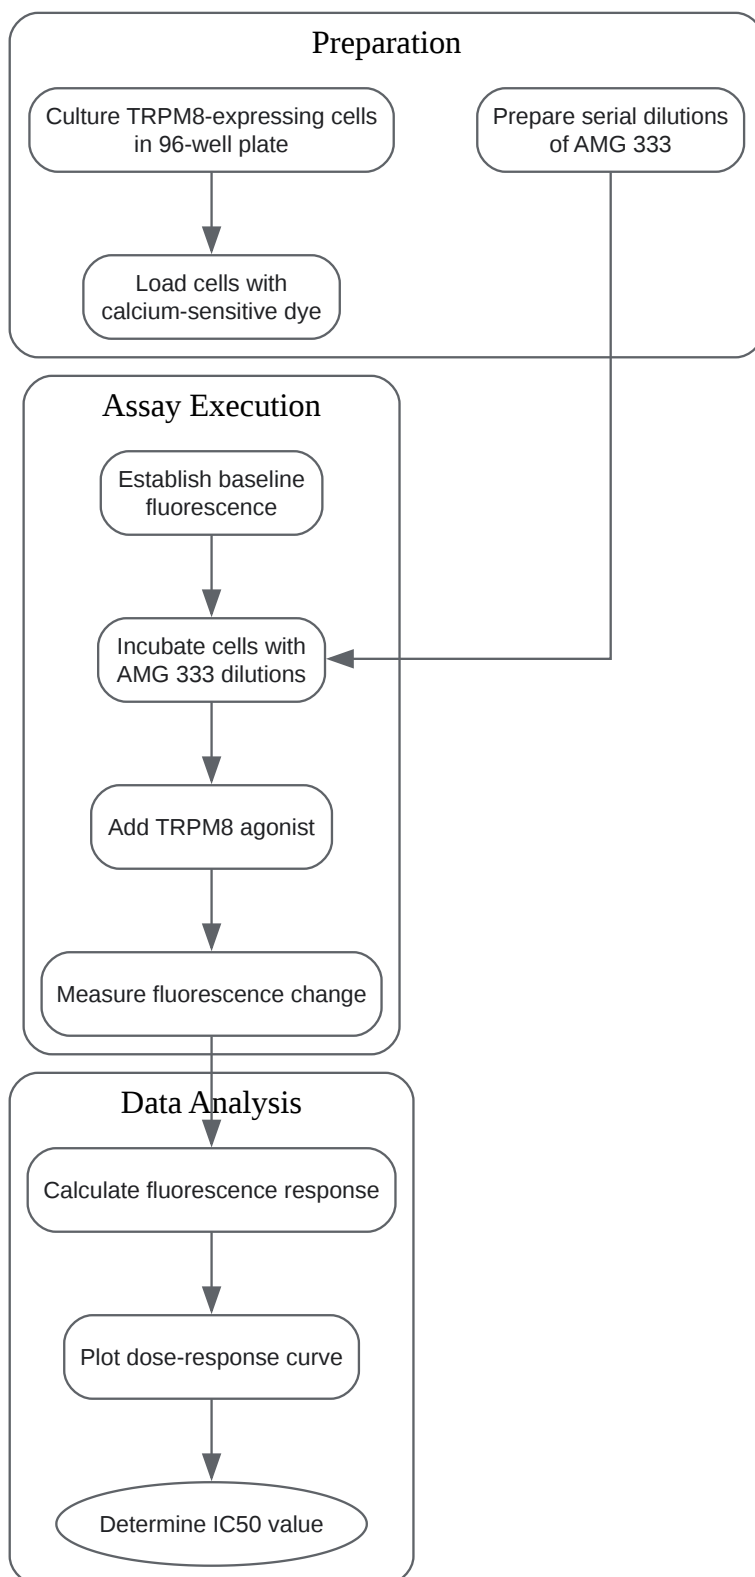 Preparation
Culture TRPM8-expressing cells
in 96-well plate
Prepare serial dilutions
of AMG 333
Load cells with
calcium-sensitive dye
Assay Execution
Establish baseline
fluorescence
Incubate cells with
AMG 333 dilutions
Add TRPM8 agonist
Measure fluorescence change
Data Analysis
Calculate fluorescence response
Plot dose-response curve
Determine IC50 value